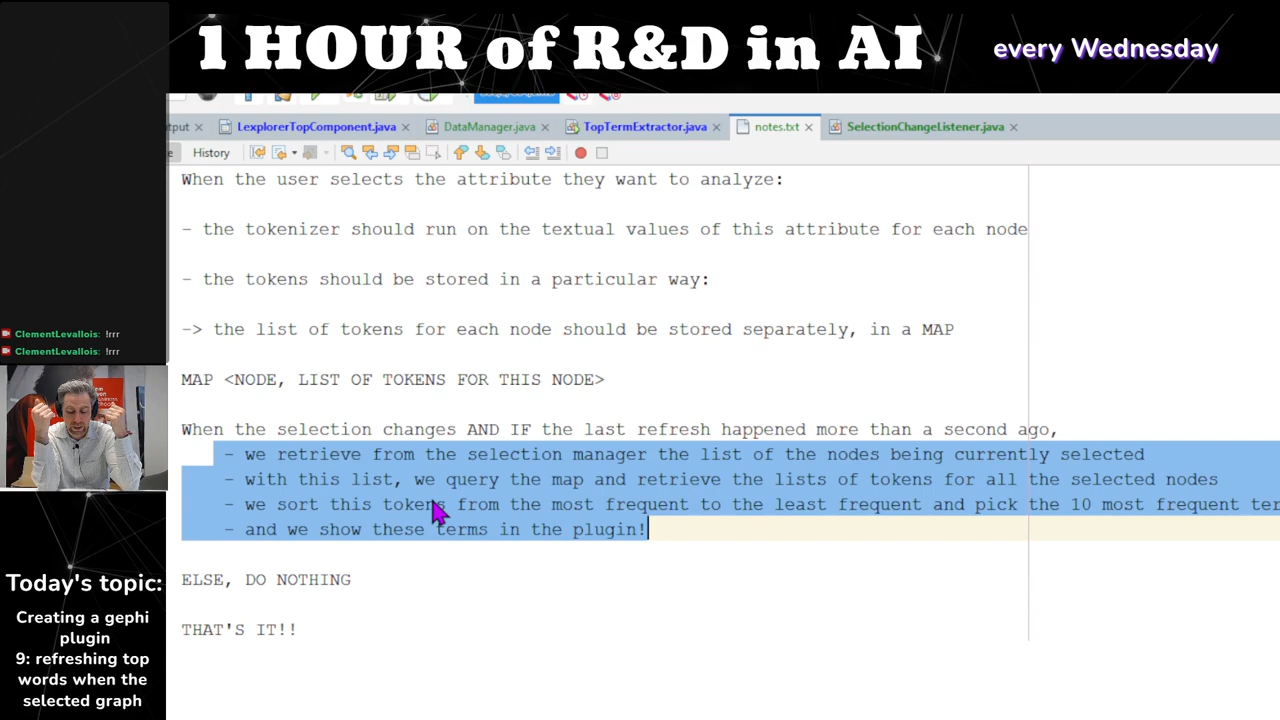 1 HOUR of R&D in AI
every Wednesday
LexplorerTopComponent.java
DataManager.java
TopTermExtractor.java
notes.txt
SelectionChangeListener.java
History
When the user selects the attribute they want to analyze:
- the tokenizer should run on the textual values of this attribute for each node
- the tokens should be stored in a particular way:
-> the list of tokens for each node should be stored separately, in a MAP
MAP <NODE, LIST OF TOKENS FOR THIS NODE>
When the selection changes AND IF the last refresh happened more than a second ago,
- we retrieve from the selection manager the list of the nodes being currently selected
- with this list, we query the map and retrieve the lists of tokens for all the selected nodes
- we sort this tokens from the most frequent to the least frequent and pick the 10 most frequent ter
- and we show these terms in the plugin!
ELSE, DO NOTHING
THAT'S IT!!
ClementLevallois: !rrr
ClementLevallois: !rrr
Today's topic:
Creating a gephi
plugin
9: refreshing top
words when the
selected graph